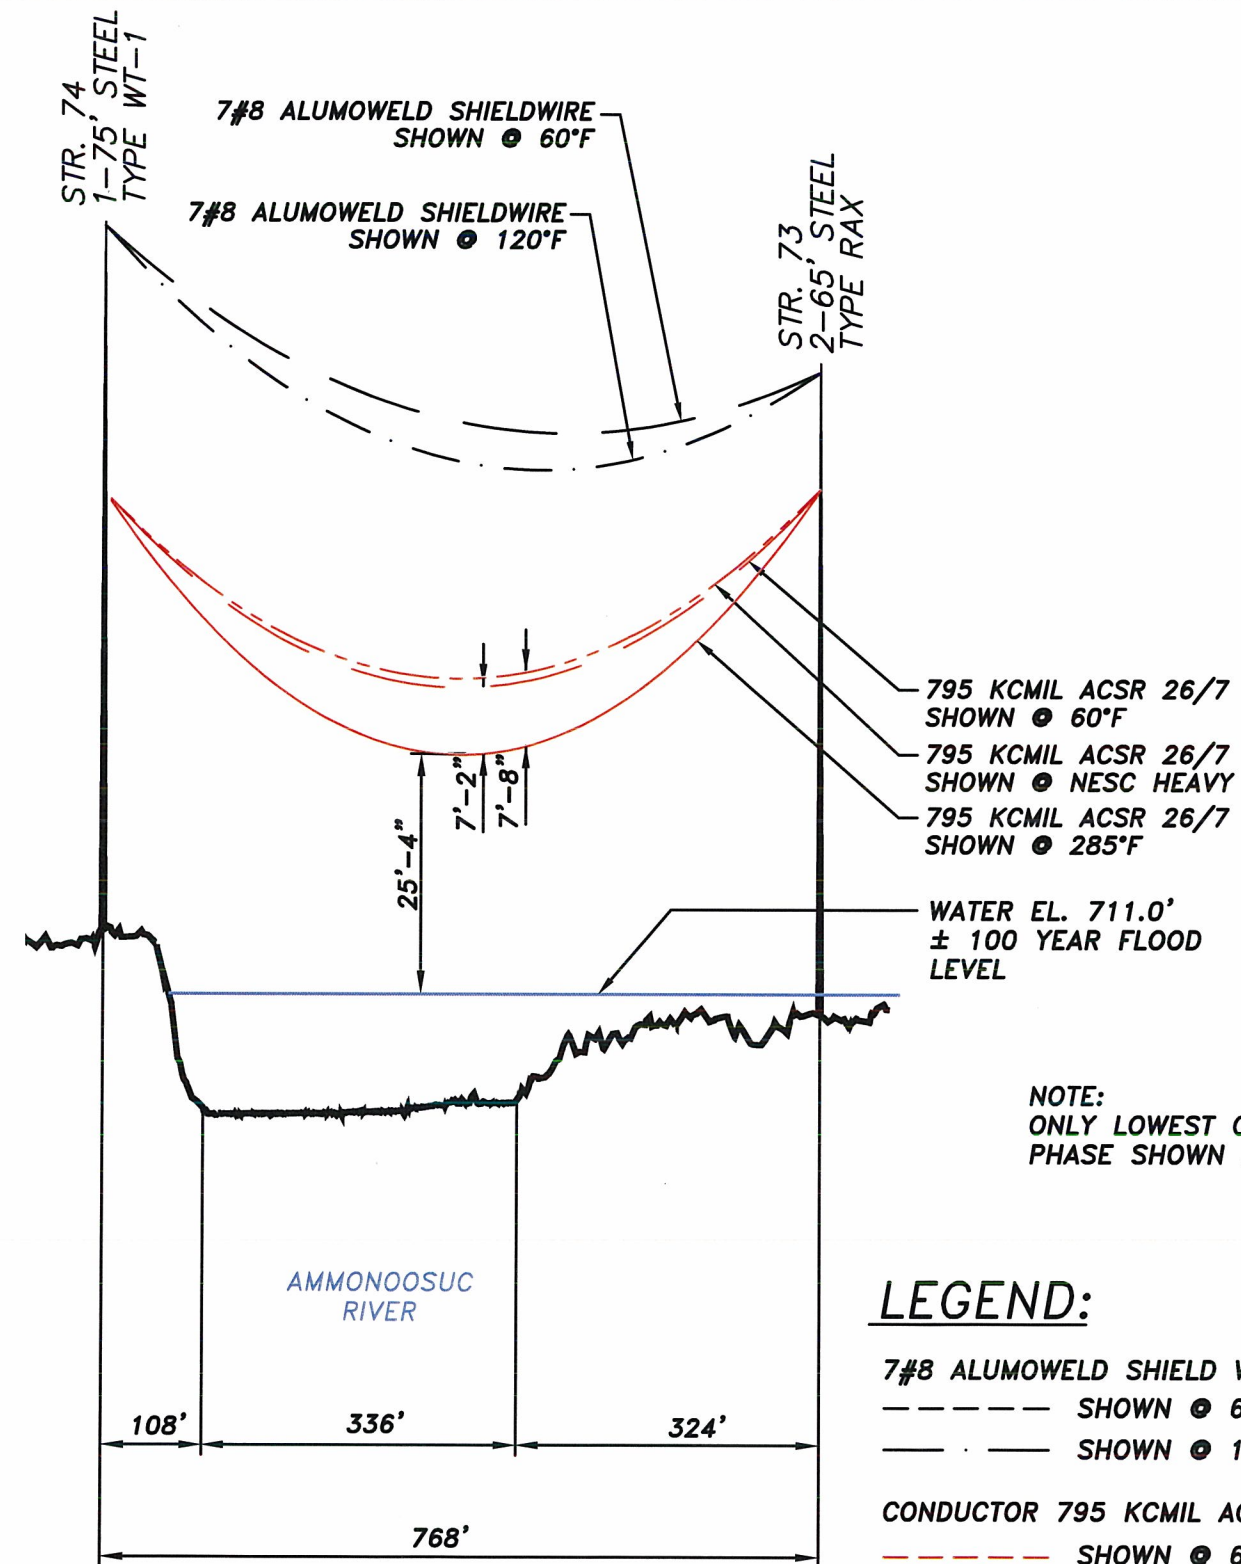 STR. 74
1-75' STEEL
TYPE WT-1
7#8 ALUMOWELD SHIELDWIRE
SHOWN @ 60°F
7#8 ALUMOWELD SHIELDWIRE
SHOWN @ 120°F
STR. 73
2-65' STEEL
TYPE RAX
795 KCMIL ACSR 26/7
SHOWN @ 60°F
795 KCMIL ACSR 26/7
SHOWN @ NESC HEAVY
795 KCMIL ACSR 26/7
SHOWN @ 285°F
7'-2"
7'-8"
25'-4"
WATER EL. 711.0'
± 100 YEAR FLOOD
LEVEL
NOTE:
ONLY LOWEST
PHASE SHOWN
AMMONOOSUC
RIVER
LEGEND:
7#8 ALUMOWELD SHIELD
SHOWN @ 6
SHOWN @ 1
108'
336'
324'
CONDUCTOR 795 KCMIL
768'
SHOWN @ 6